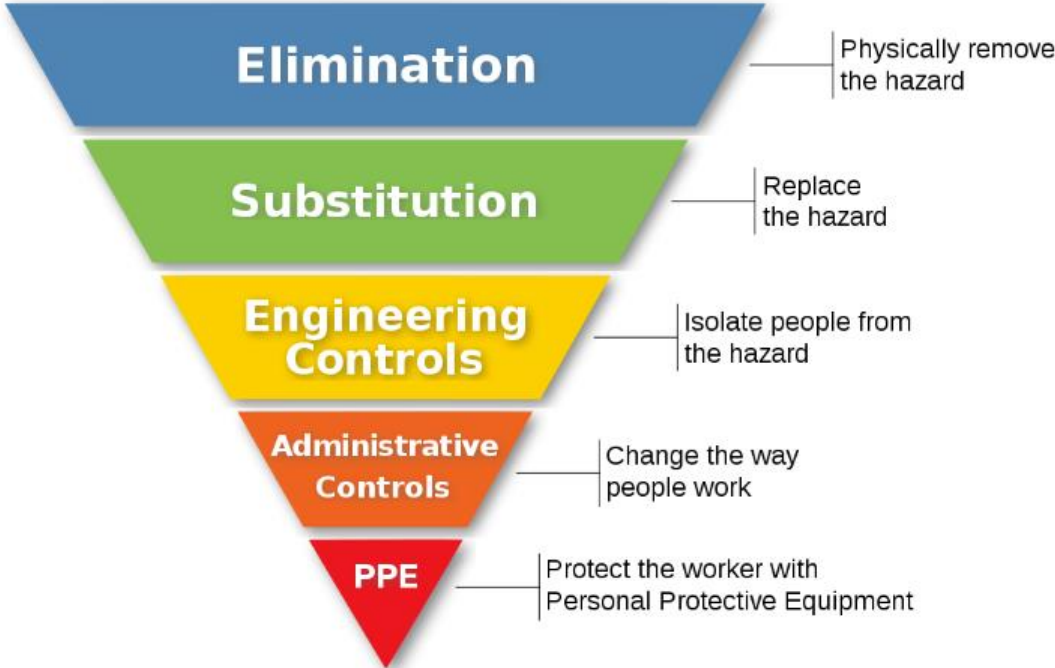 Elimination
Physically remove
the hazard
Substitution
Replace
the hazard
Engineering
Controls
Isolate people from
the hazard
Administrative
Controls
Change the way
people work
PPE
Protect the worker with
Personal Protective Equipment